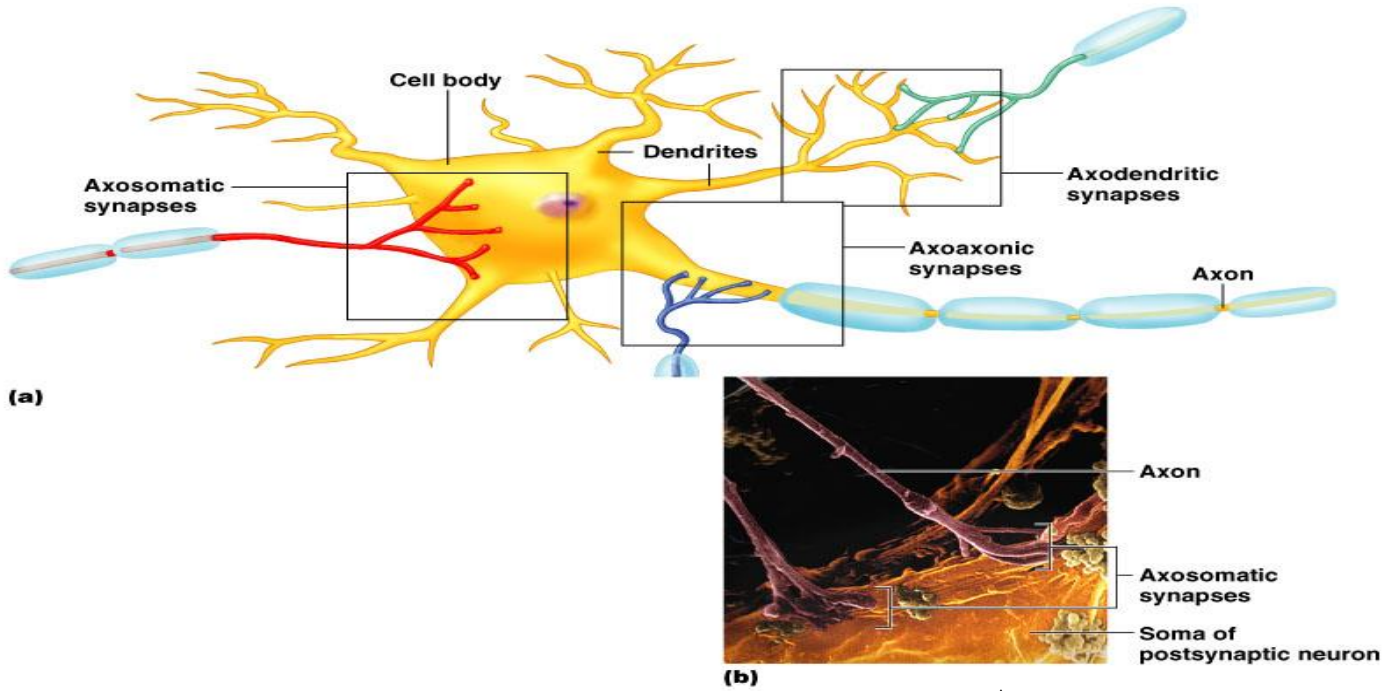 Cell body
Dendrites
Axosomatic
synapses
Axodendritic
synapses
Axoaxonic
synapses
Axon
(a)
Axon
Axosomatic
synapses
Soma of
postsynaptic neuron
(b)